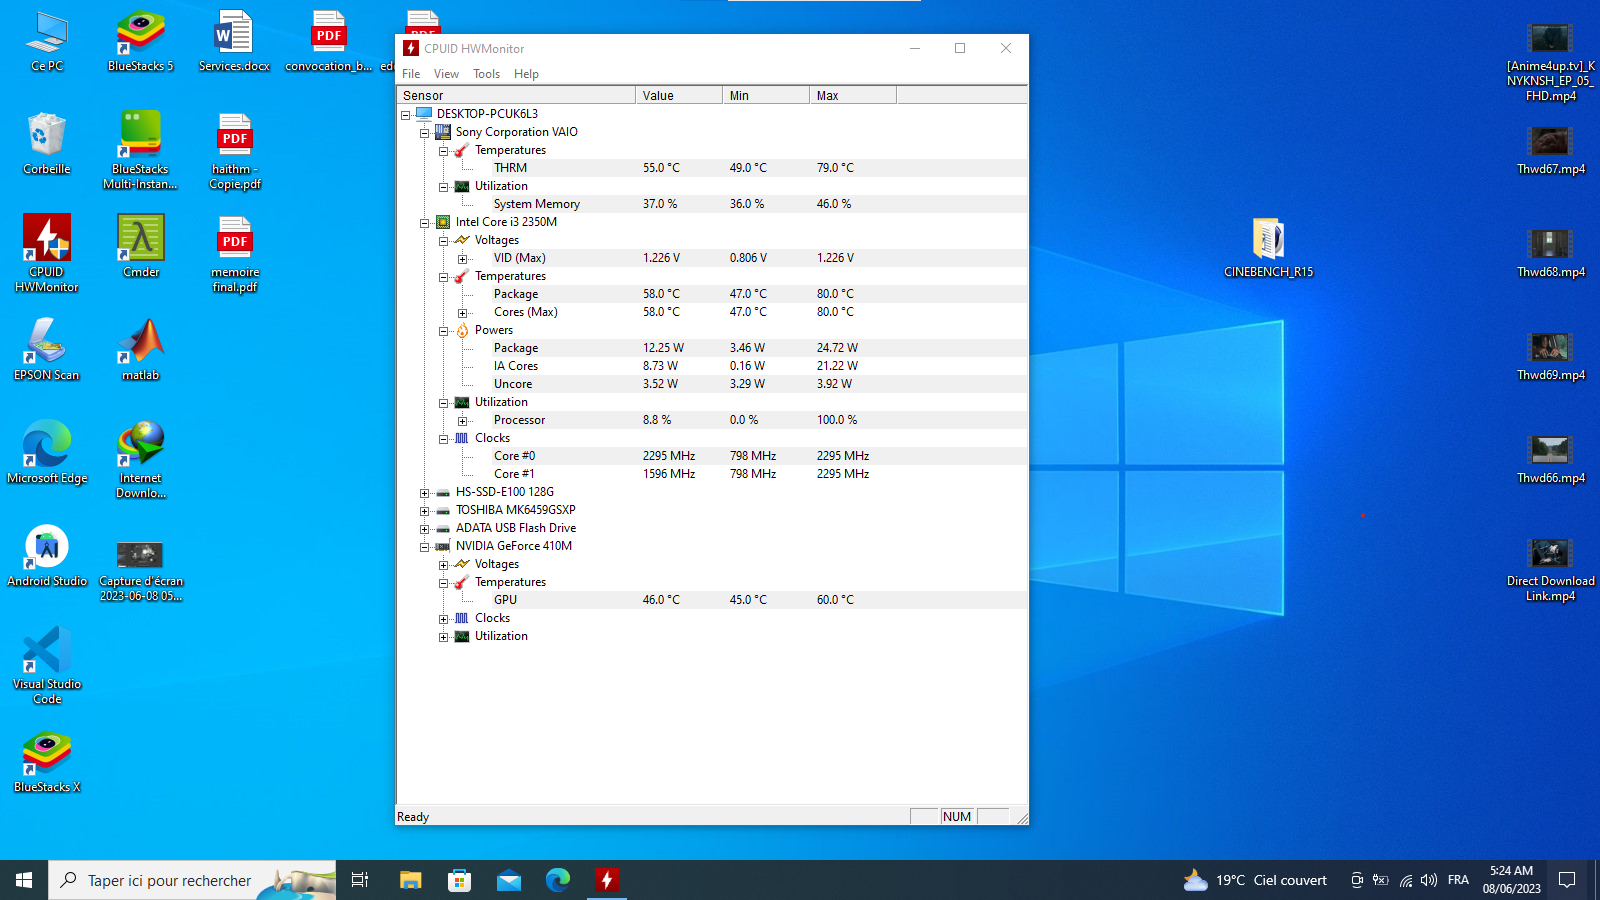 Ce PC
BlueStacks 5
Services.docx
convocation_b...
Corbeille
BlueStacks
Multi-Instan...
haithm -
Copie.pdf
CPUID
HWMonitor
Cmder
memoire
final.pdf
EPSON Scan
matlab
Microsoft Edge
Internet
Downlo...
Android Studio
Capture d'écran
2023-06-08 05...
Visual Studio
Code
BlueStacks X
PDF
PDF
PDF
CPUID HWMonitor
File View Tools Help
Sensor Value Min Max
DESKTOP-PCUK6L3
Sony Corporation VAIO
Temperatures
THRM 55.0 °C 49.0 °C 79.0 °C
Utilization
System Memory 37.0 % 36.0 % 46.0 %
Intel Core i3 2350M
Voltages
VID (Max) 1.226 V 0.806 V 1.226 V
Temperatures
Package 58.0 °C 47.0 °C 80.0 °C
Cores (Max) 58.0 °C 47.0 °C 80.0 °C
Powers
Package 12.25 W 3.46 W 24.72 W
IA Cores 8.73 W 0.16 W 21.22 W
Uncore 3.52 W 3.29 W 3.92 W
Utilization
Processor 8.8 % 0.0 % 100.0 %
Clocks
Core #0 2295 MHz 798 MHz 2295 MHz
Core #1 1596 MHz 798 MHz 2295 MHz
HS-SSD-E100 128G
TOSHIBA MK6459GSXP
ADATA USB Flash Drive
NVIDIA GeForce 410M
Voltages
Temperatures
GPU 46.0 °C 45.0 °C 60.0 °C
Clocks
Utilization
Ready NUM
CINEBENCH_R15
[Anime4up.tv]_K
NYKNSH_EP_05_
FHD.mp4
Thwd67.mp4
Thwd68.mp4
Thwd69.mp4
Thwd66.mp4
Direct Download
Link.mp4
Taper ici pour rechercher
19°C Ciel couvert
FRA
5:24 AM
08/06/2023